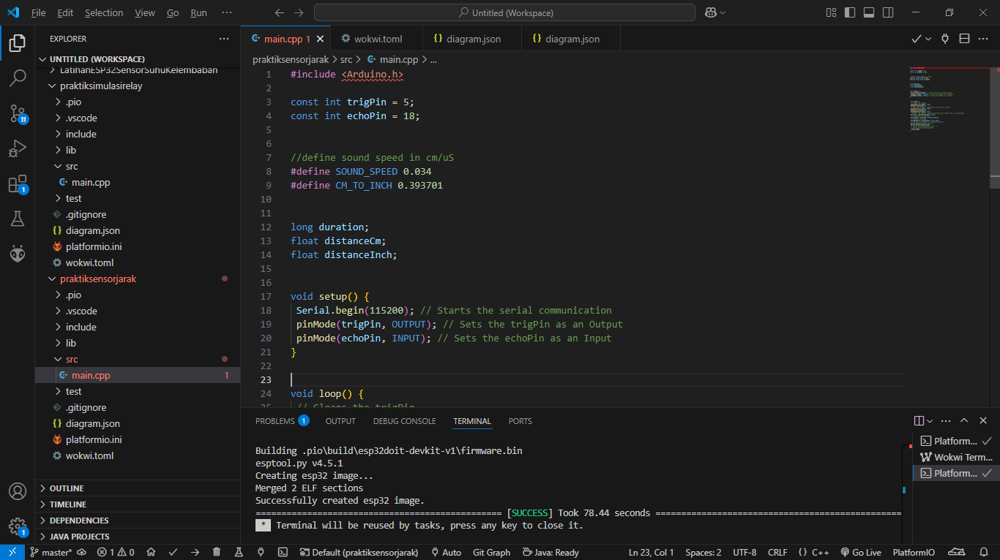 File Edit Selection View Go Run ···
Untitled (Workspace)
EXPLORER
UNTITLED (WORKSPACE)
LatihanESP32SensorSuhuKelembaban
praktiksimulasirelay
.pio
.vscode
include
lib
src
main.cpp
test
.gitignore
diagram.json
platformio.ini
wokwi.toml
praktiksensorjarak
.pio
.vscode
include
lib
src
main.cpp 1
test
.gitignore
diagram.json
platformio.ini
wokwi.toml
OUTLINE
TIMELINE
DEPENDENCIES
JAVA PROJECTS
11
1
1
main.cpp 1 wokwi.toml diagram.json diagram.json
praktiksensorjarak > src > main.cpp > ...
1 #include <Arduino.h>
2
3 const int trigPin = 5;
4 const int echoPin = 18;
5
6
7 //define sound speed in cm/uS
8 #define SOUND_SPEED 0.034
9 #define CM_TO_INCH 0.393701
10
11
12 long duration;
13 float distanceCm;
14 float distanceInch;
15
16
17 void setup() {
18 Serial.begin(115200); // Starts the serial communication
19 pinMode(trigPin, OUTPUT); // Sets the trigPin as an Output
20 pinMode(echoPin, INPUT); // Sets the echoPin as an Input
21 }
22
23
24 void loop() {
25 // Clears the trigPin
PROBLEMS 1 OUTPUT DEBUG CONSOLE TERMINAL PORTS
Building .pio\build\esp32doit-devkit-v1\firmware.bin
esptool.py v4.5.1
Creating esp32 image...
Merged 2 ELF sections
Successfully created esp32 image.
============================================ [SUCCESS] Took 78.44 seconds ============================================
* Terminal will be reused by tasks, press any key to close it.
Platform...
Wokwi Term...
Platform...
master* 1 0 Default (praktiksensorjarak) Auto Git Graph Java: Ready Ln 23, Col 1 Spaces: 2 UTF-8 CRLF {} C++ Go Live PlatformIO